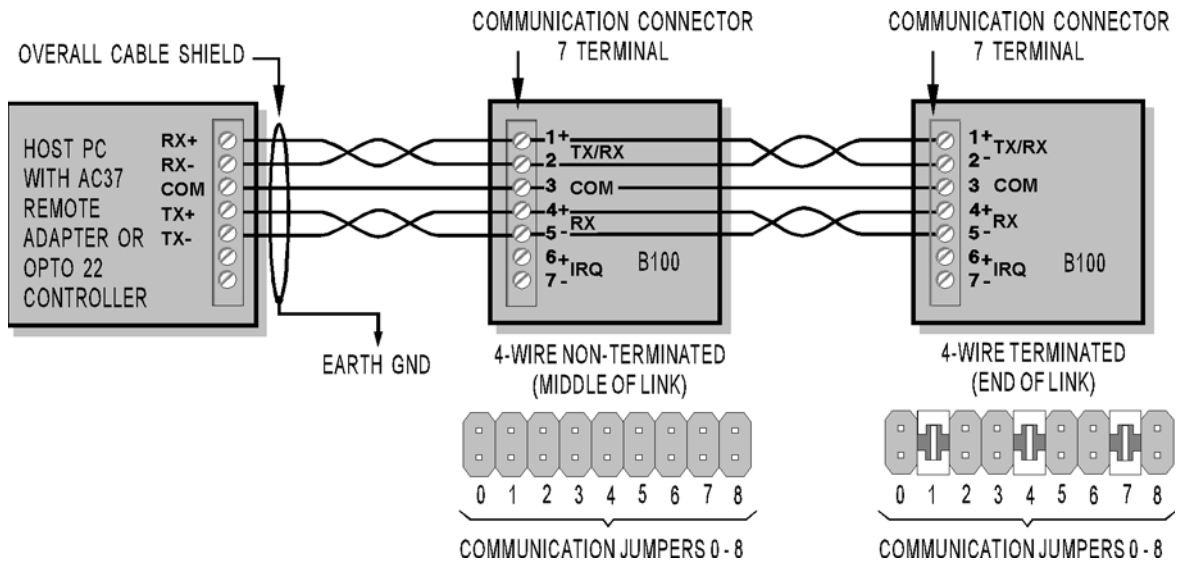 OVERALL CABLE SHIELD
COMMUNICATION CONNECTOR
7 TERMINAL
COMMUNICATION CONNECTOR
7 TERMINAL
HOST PC
WITH AC37
REMOTE
ADAPTER OR
OPTO 22
CONTROLLER
RX+
RX-
COM
TX+
TX-
1+
TX/RX
2-
3 COM
4+
RX
5-
6+
IRQ
7-
B100
1+
TX/RX
2-
3 COM
4+
RX
5-
6+
IRQ
7-
B100
EARTH GND
4-WIRE NON-TERMINATED
(MIDDLE OF LINK)
4-WIRE TERMINATED
(END OF LINK)
0 1 2 3 4 5 6 7 8
0 1 2 3 4 5 6 7 8
COMMUNICATION JUMPERS 0 - 8
COMMUNICATION JUMPERS 0 - 8